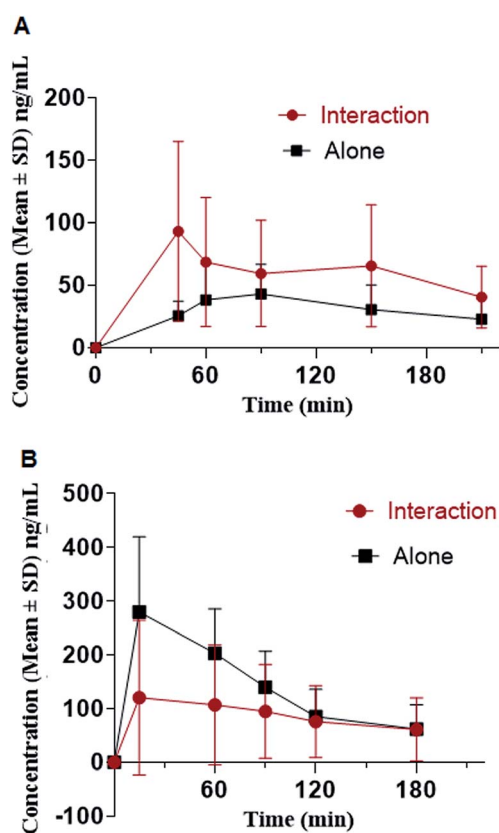 A
Concentration (Mean ± SD) ng/mL
200
150
100
50
0
Interaction
Alone
0 60 120 180
Time (min)
B
Concentration (Mean ± SD) ng/mL
500
400
300
200
100
0
-100
Interaction
Alone
60 120 180
Time (min)